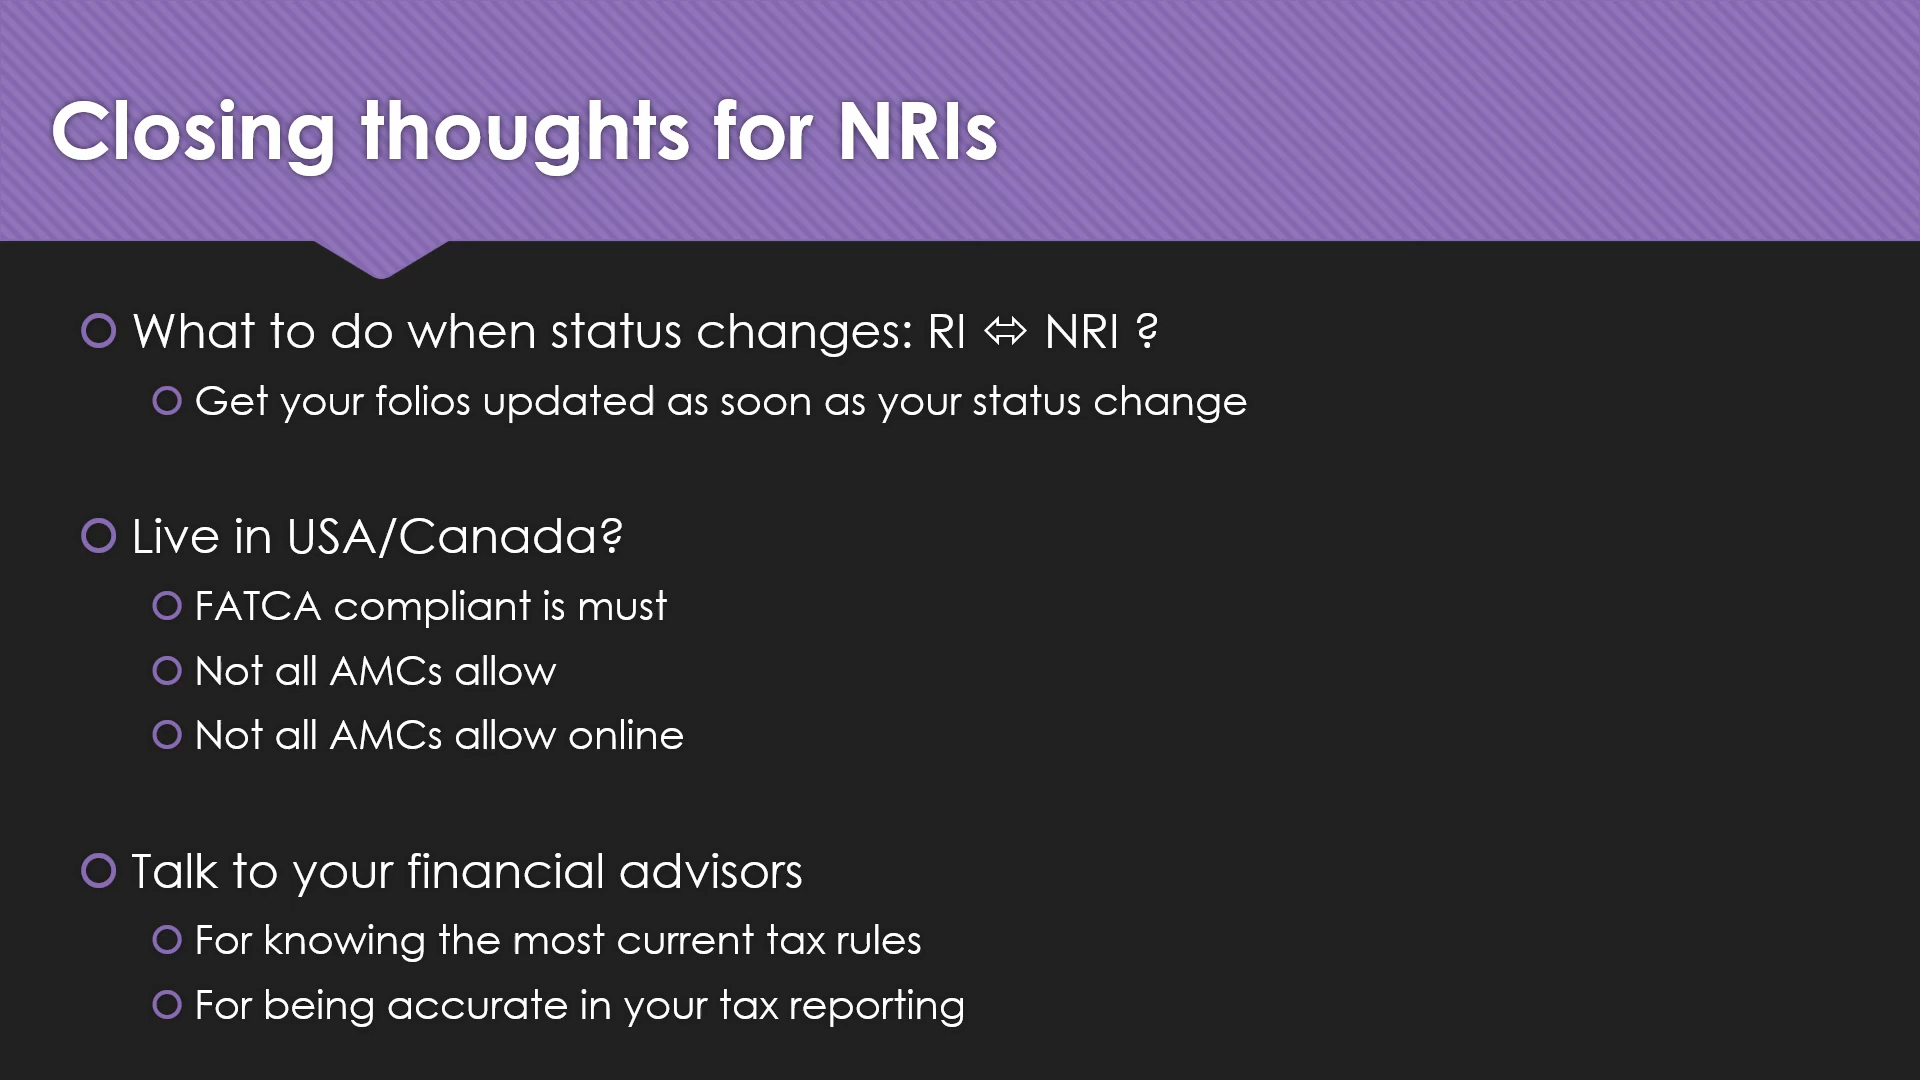 Closing thoughts for NRIs
What to do when status changes: RI ⬄ NRI ?
Get your folios updated as soon as your status change
Live in USA/Canada?
FATCA compliant is must
Not all AMCs allow
Not all AMCs allow online
Talk to your financial advisors
For knowing the most current tax rules
For being accurate in your tax reporting